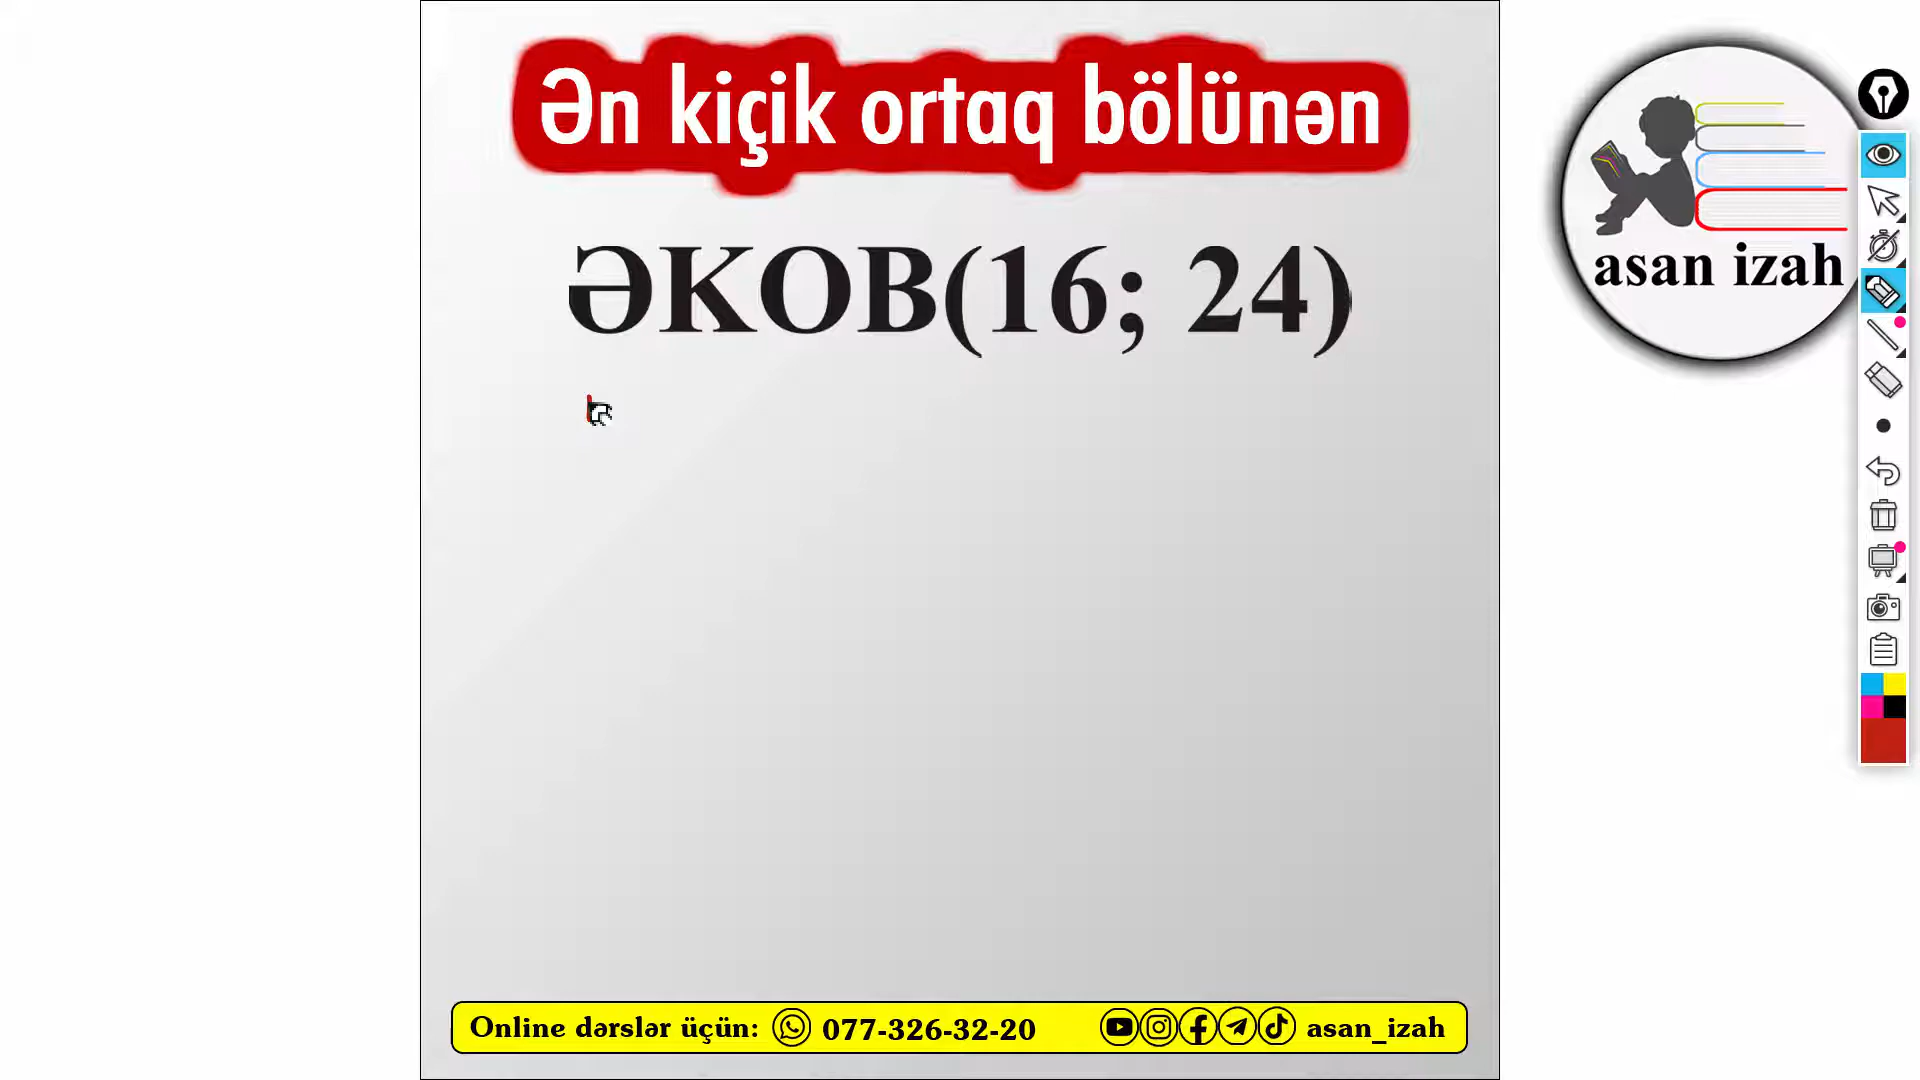 Ən kiçik ortaq bölünən
ƏKOB(16; 24)
asan izah
Online dərslər üçün: 077-326-32-20 asan_izah